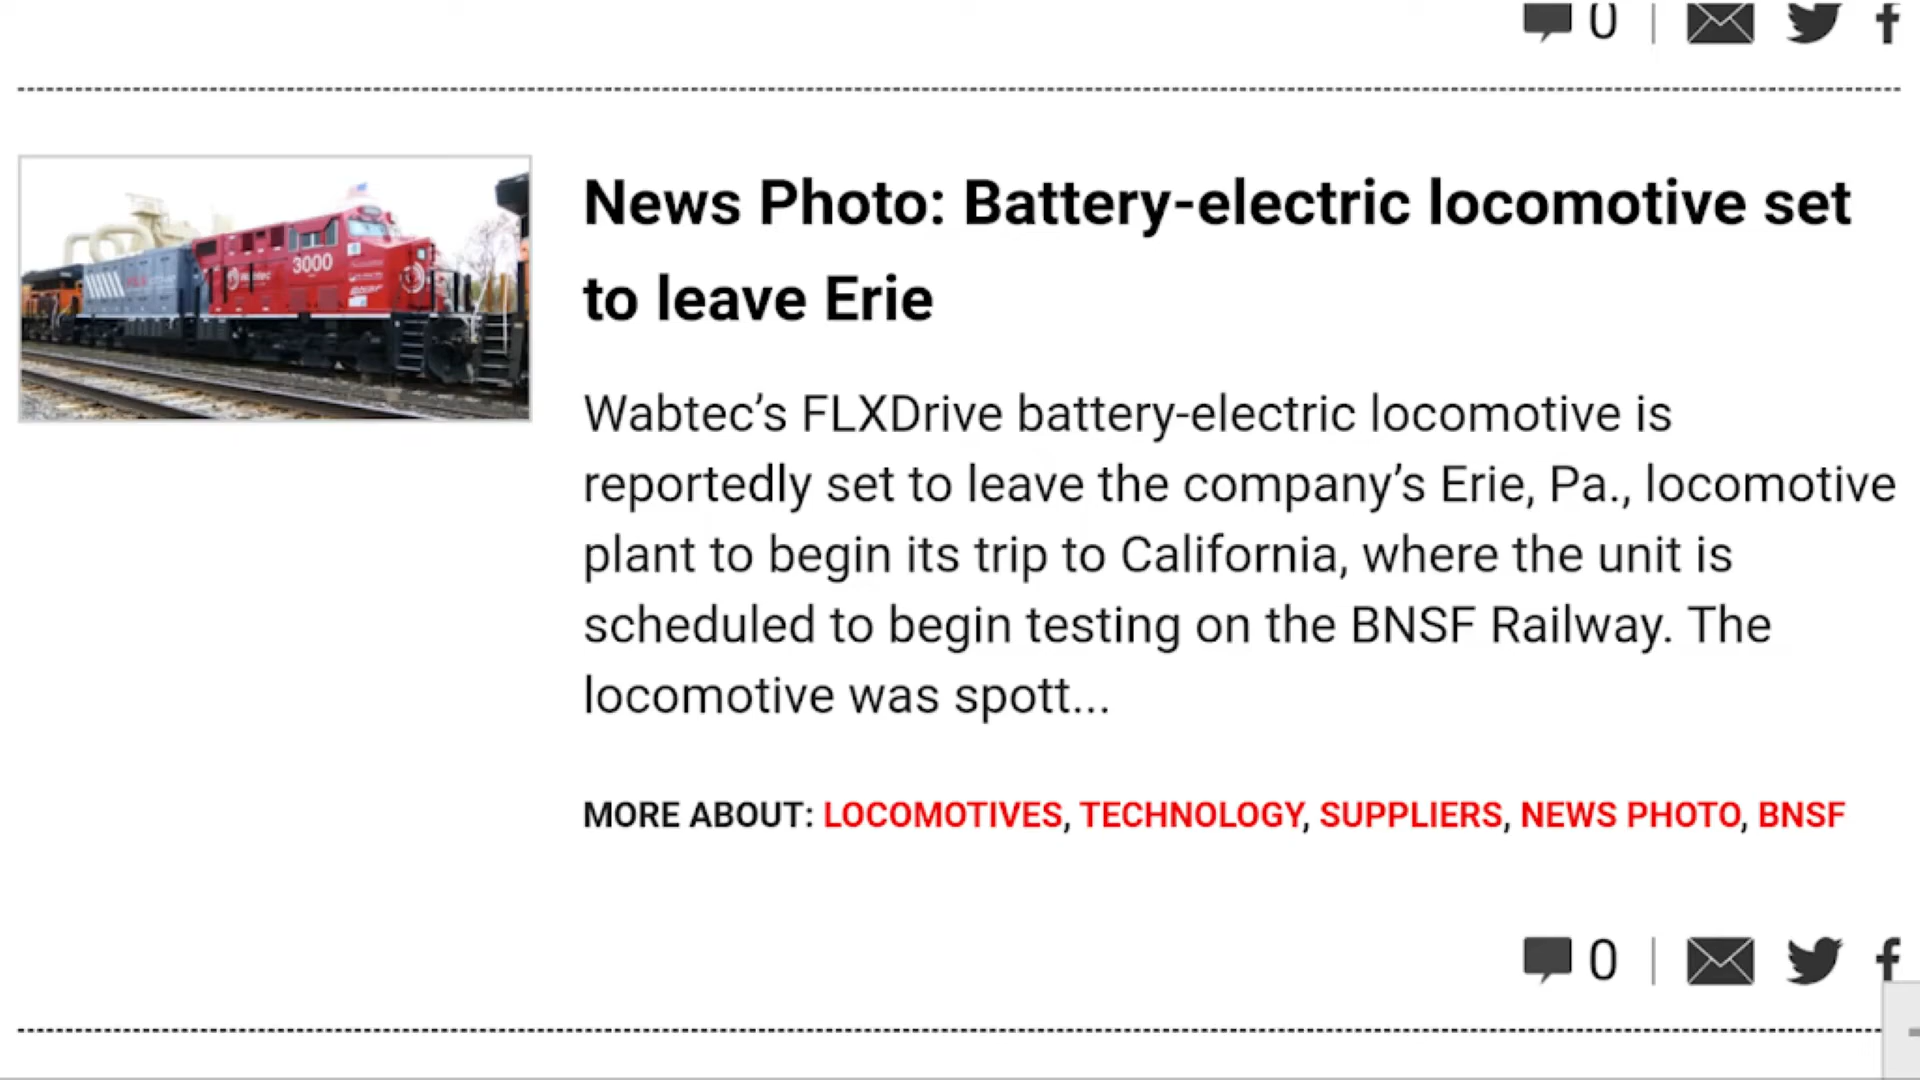 0
News Photo: Battery-electric locomotive set
to leave Erie
3000
Wabtec
BNSF
Wabtec’s FLXDrive battery-electric locomotive is
reportedly set to leave the company’s Erie, Pa., locomotive
plant to begin its trip to California, where the unit is
scheduled to begin testing on the BNSF Railway. The
locomotive was spott...
MORE ABOUT: LOCOMOTIVES, TECHNOLOGY, SUPPLIERS, NEWS PHOTO, BNSF
0